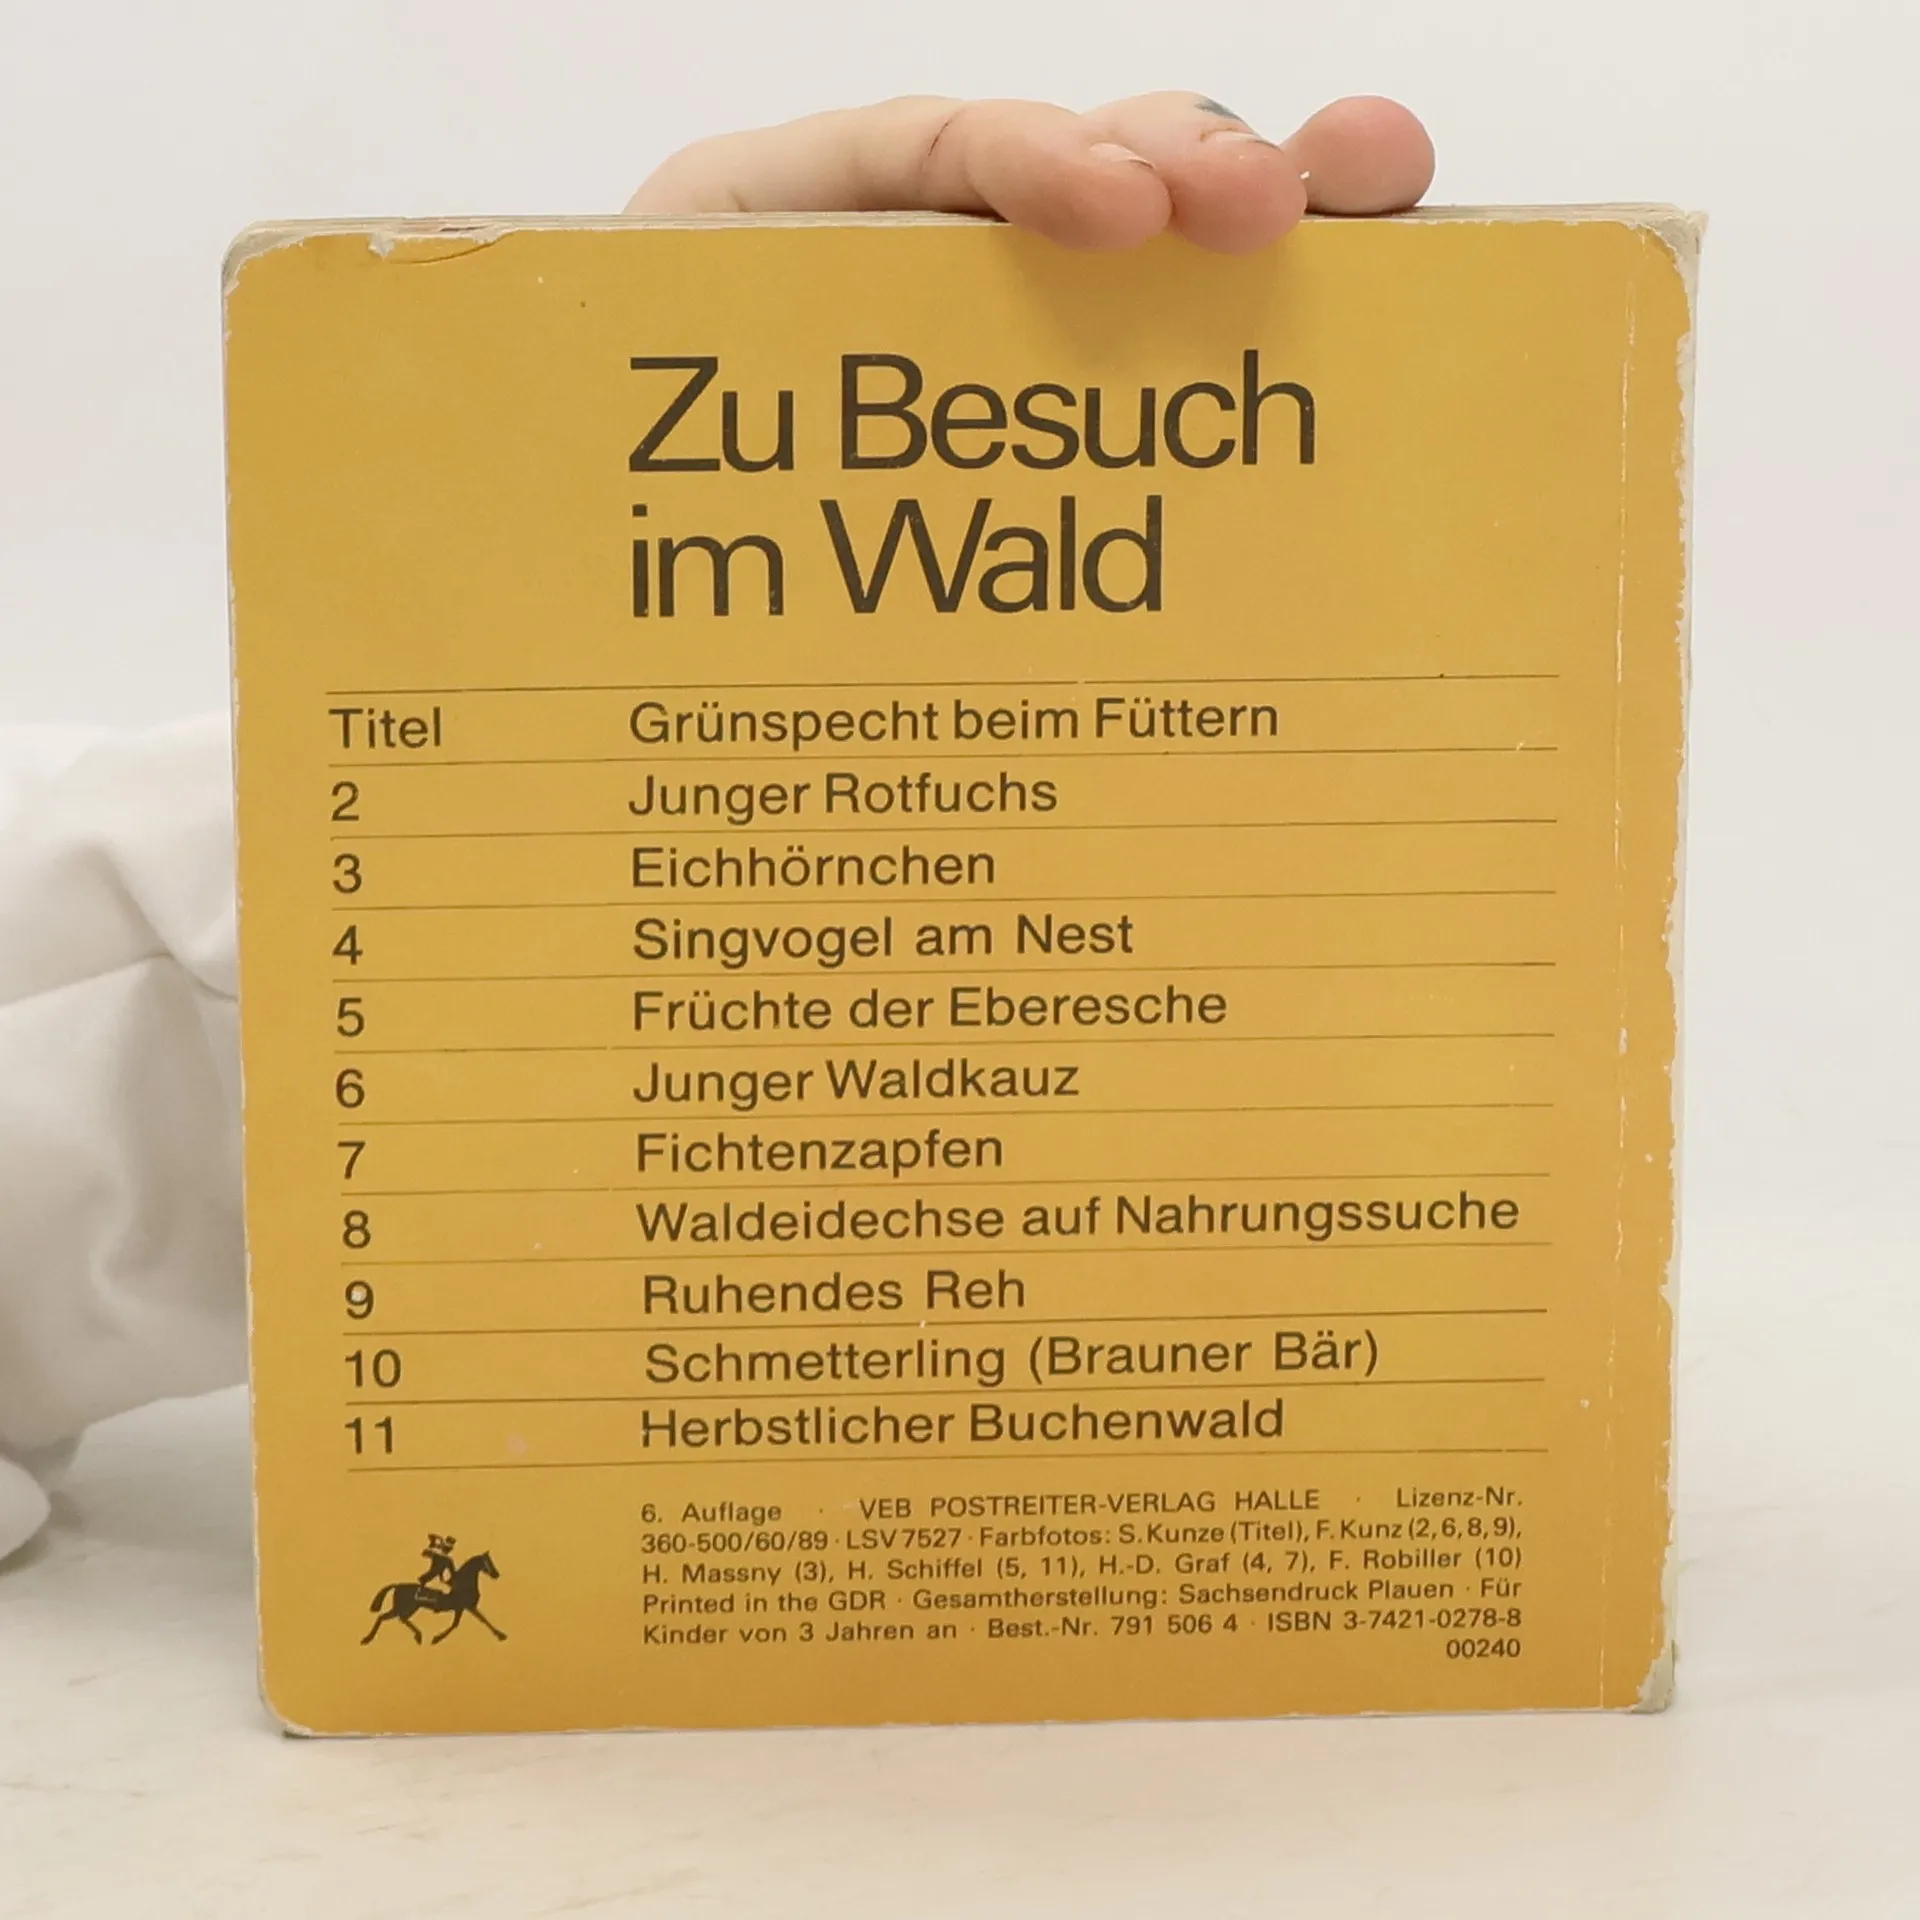 Zu Besuch
im Wald
Titel Grünspecht beim Füttern
2 Junger Rotfuchs
3 Eichhörnchen
4 Singvogel am Nest
5 Früchte der Eberesche
6 Junger Waldkauz
7 Fichtenzapfen
8 Waldeidechse auf Nahrungssuche
9 Ruhendes Reh
10 Schmetterling (Brauner Bär)
11 Herbstlicher Buchenwald
6. Auflage · VEB POSTREITER-VERLAG HALLE · Lizenz-Nr.
360-500/60/89 · LSV 7527 · Farbfotos: S. Kunze (Titel), F. Kunz (2, 6, 8, 9),
H. Massny (3), H. Schiffel (5, 11), H.-D. Graf (4, 7), F. Robiller (10)
Printed in the GDR · Gesamtherstellung: Sachsendruck Plauen · Für
Kinder von 3 Jahren an · Best.-Nr. 791 506 4 · ISBN 3-7421-0278-8
00240